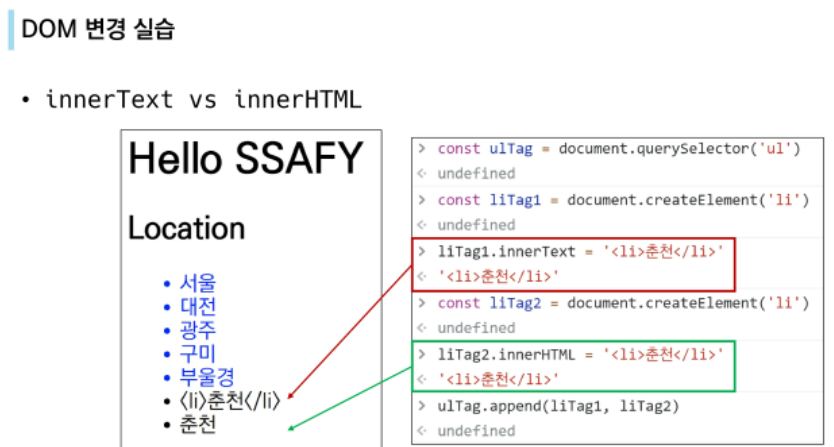 DOM 변경 실습
• innerText vs innerHTML
Hello SSAFY
Location
• 서울
• 대전
• 광주
• 구미
• 부울경
• <li>춘천</li>
• 춘천
> const ulTag = document.querySelector('ul')
<· undefined
> const liTag1 = document.createElement('li')
<· undefined
> liTag1.innerText = '<li>춘천</li>'
<· '<li>춘천</li>'
> const liTag2 = document.createElement('li')
<· undefined
> liTag2.innerHTML = '<li>춘천</li>'
<· '<li>춘천</li>'
> ulTag.append(liTag1, liTag2)
<· undefined